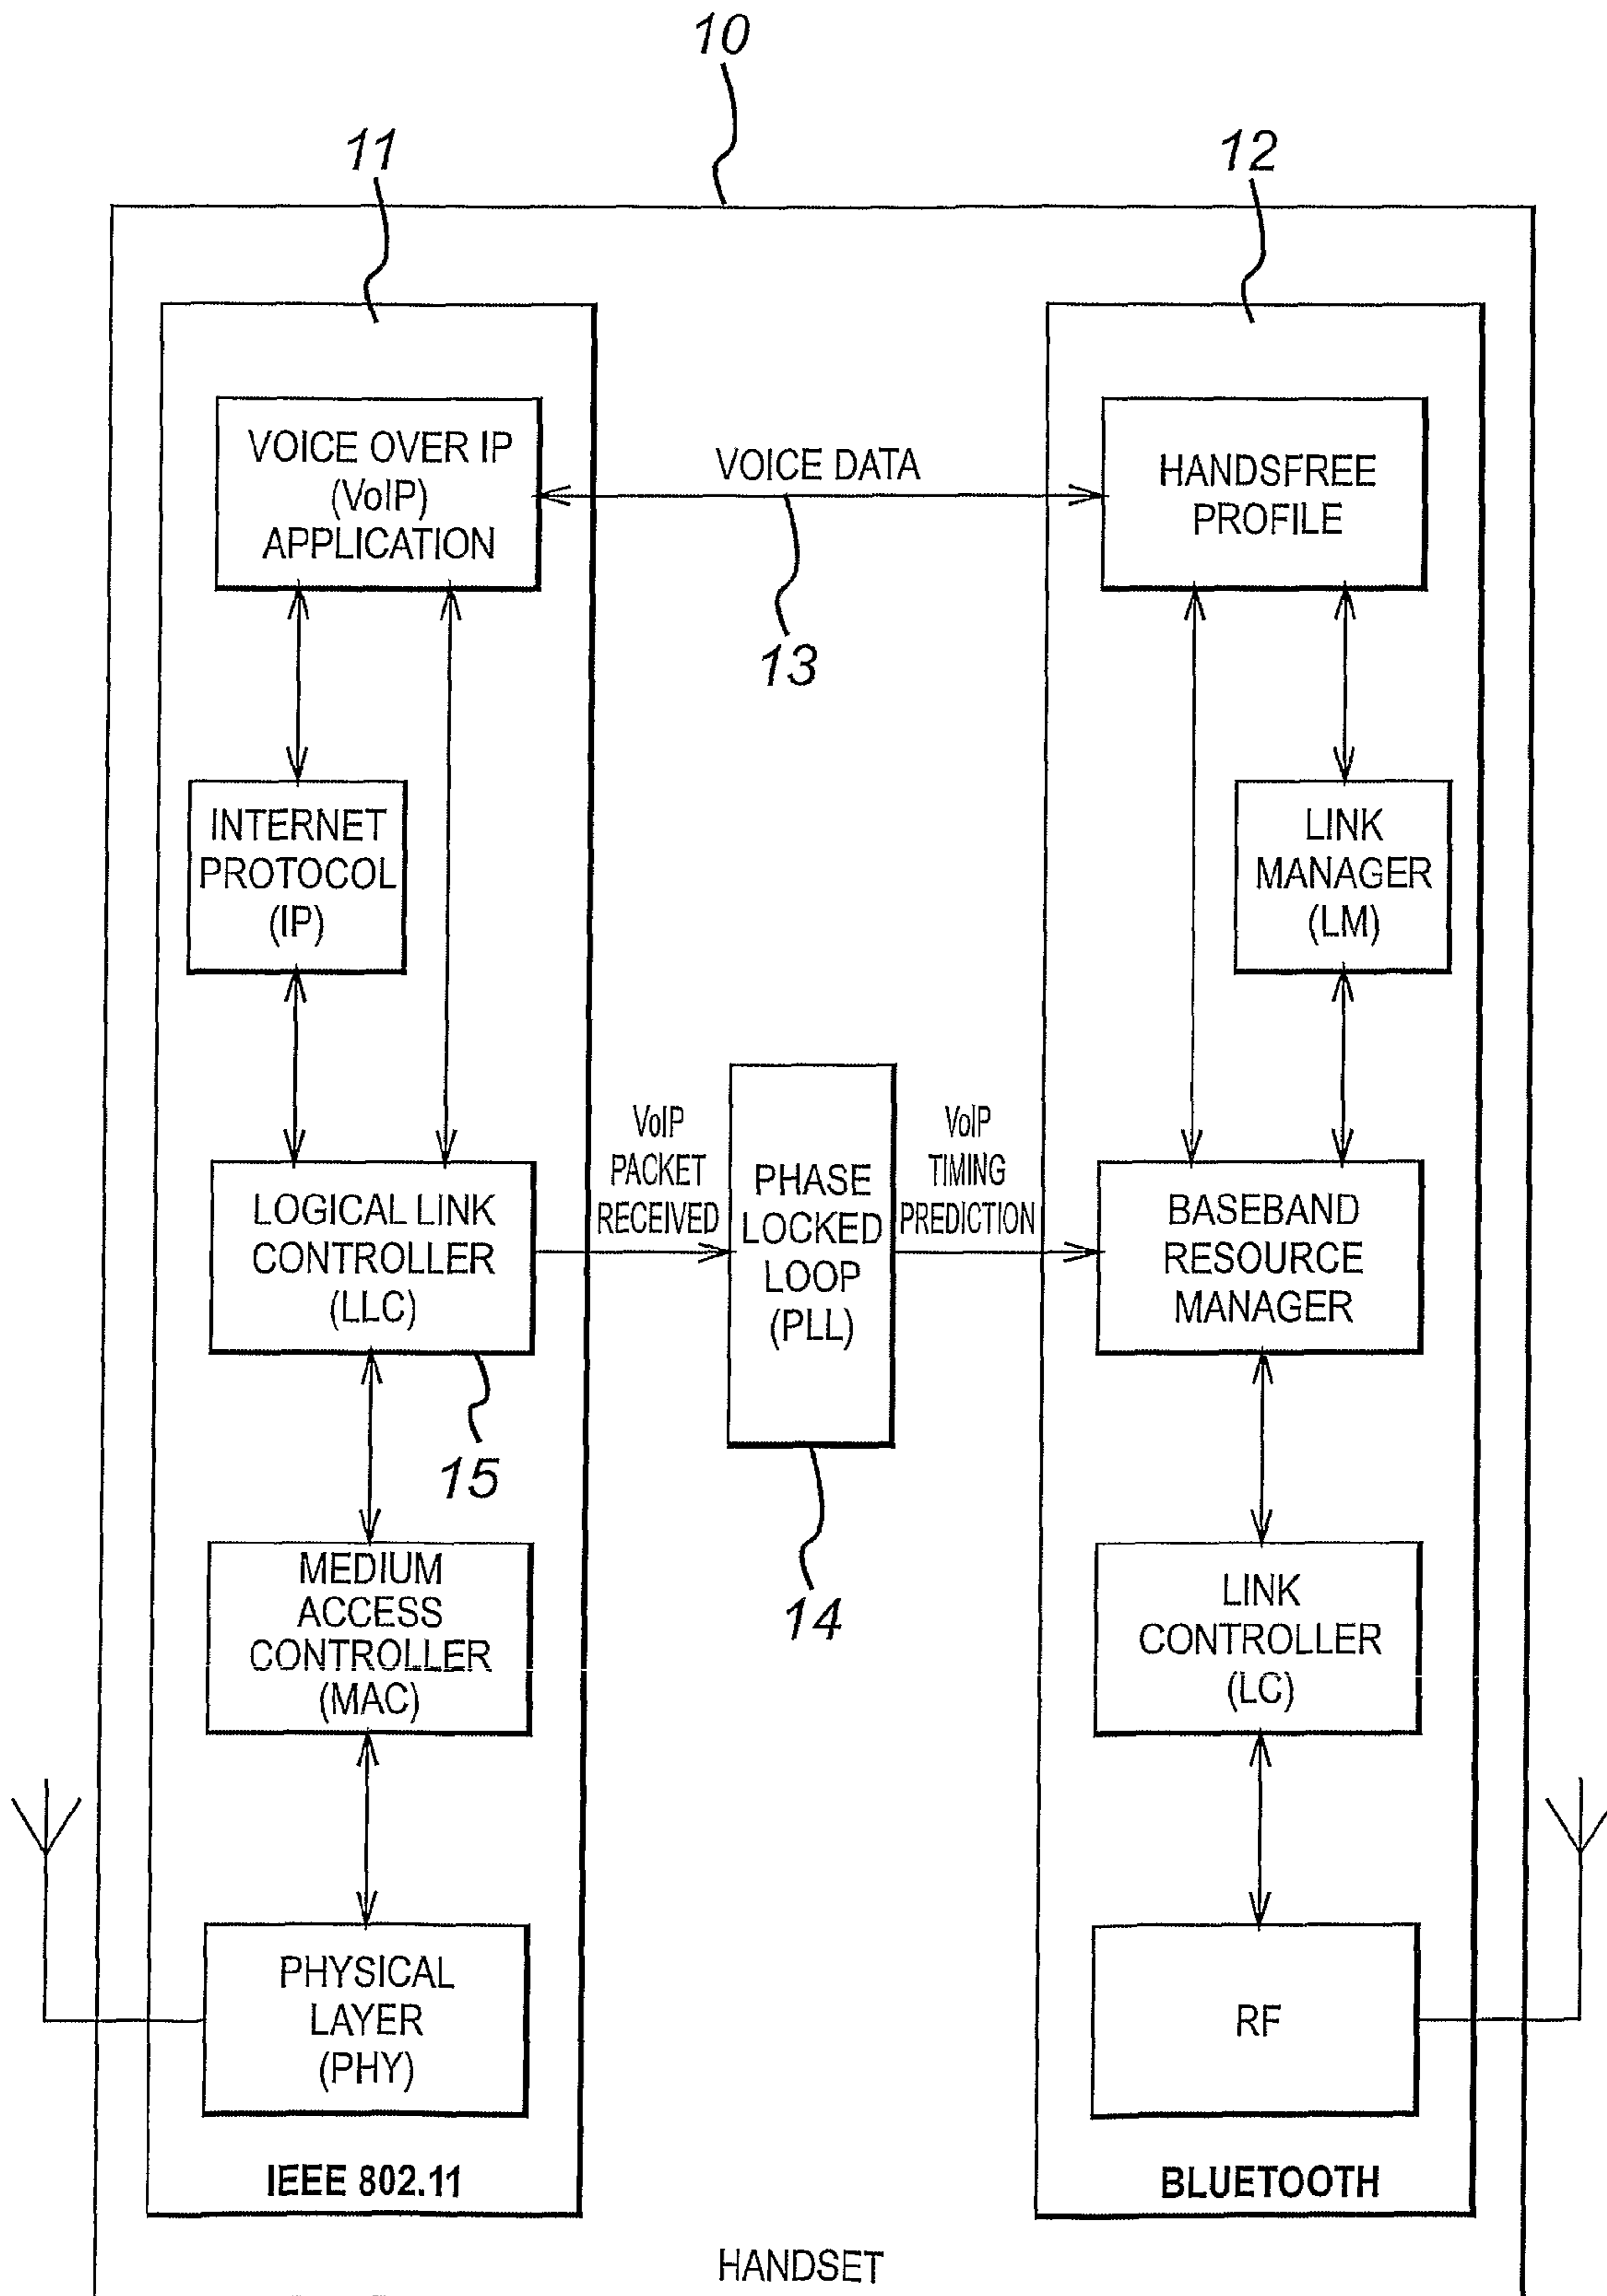 10
11
12
VOICE OVER IP
(VoIP)
APPLICATION
VOICE DATA
HANDSFREE
PROFILE
13
INTERNET
PROTOCOL
(IP)
LINK
MANAGER
(LM)
LOGICAL LINK
CONTROLLER
(LLC)
VoIP
PACKET
RECEIVED
PHASE
LOCKED
LOOP
(PLL)
VoIP
TIMING
PREDICTION
BASEBAND
RESOURCE
MANAGER
15
14
MEDIUM
ACCESS
CONTROLLER
(MAC)
LINK
CONTROLLER
(LC)
PHYSICAL
LAYER
(PHY)
RF
IEEE 802.11
BLUETOOTH
HANDSET